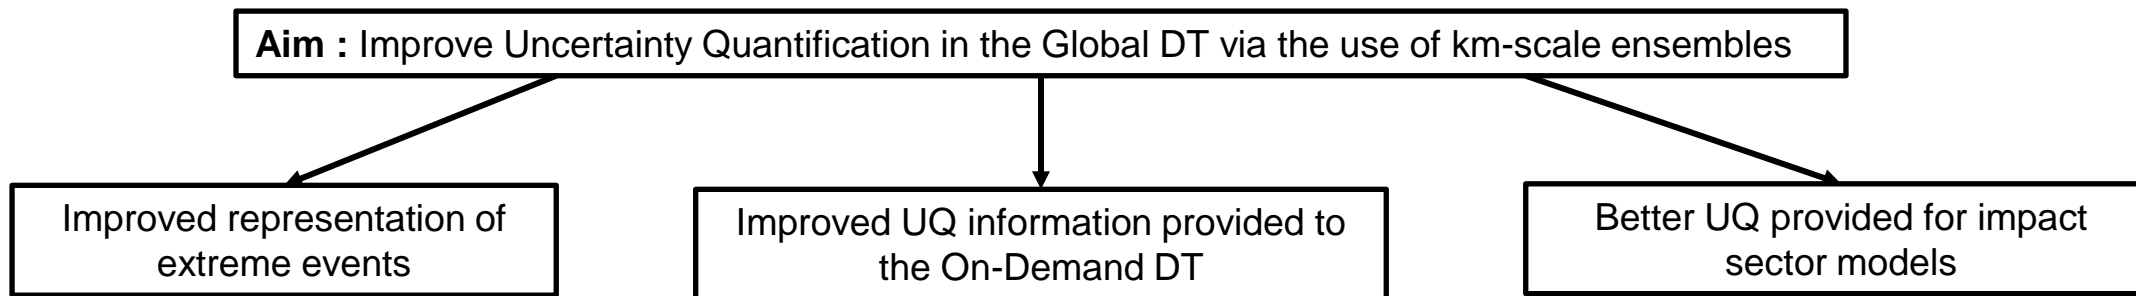 Aim : Improve Uncertainty Quantification in the Global DT via the use of km-scale ensembles
Improved representation of
extreme events
Improved UQ information provided to
the On-Demand DT
Better UQ provided for impact
sector models